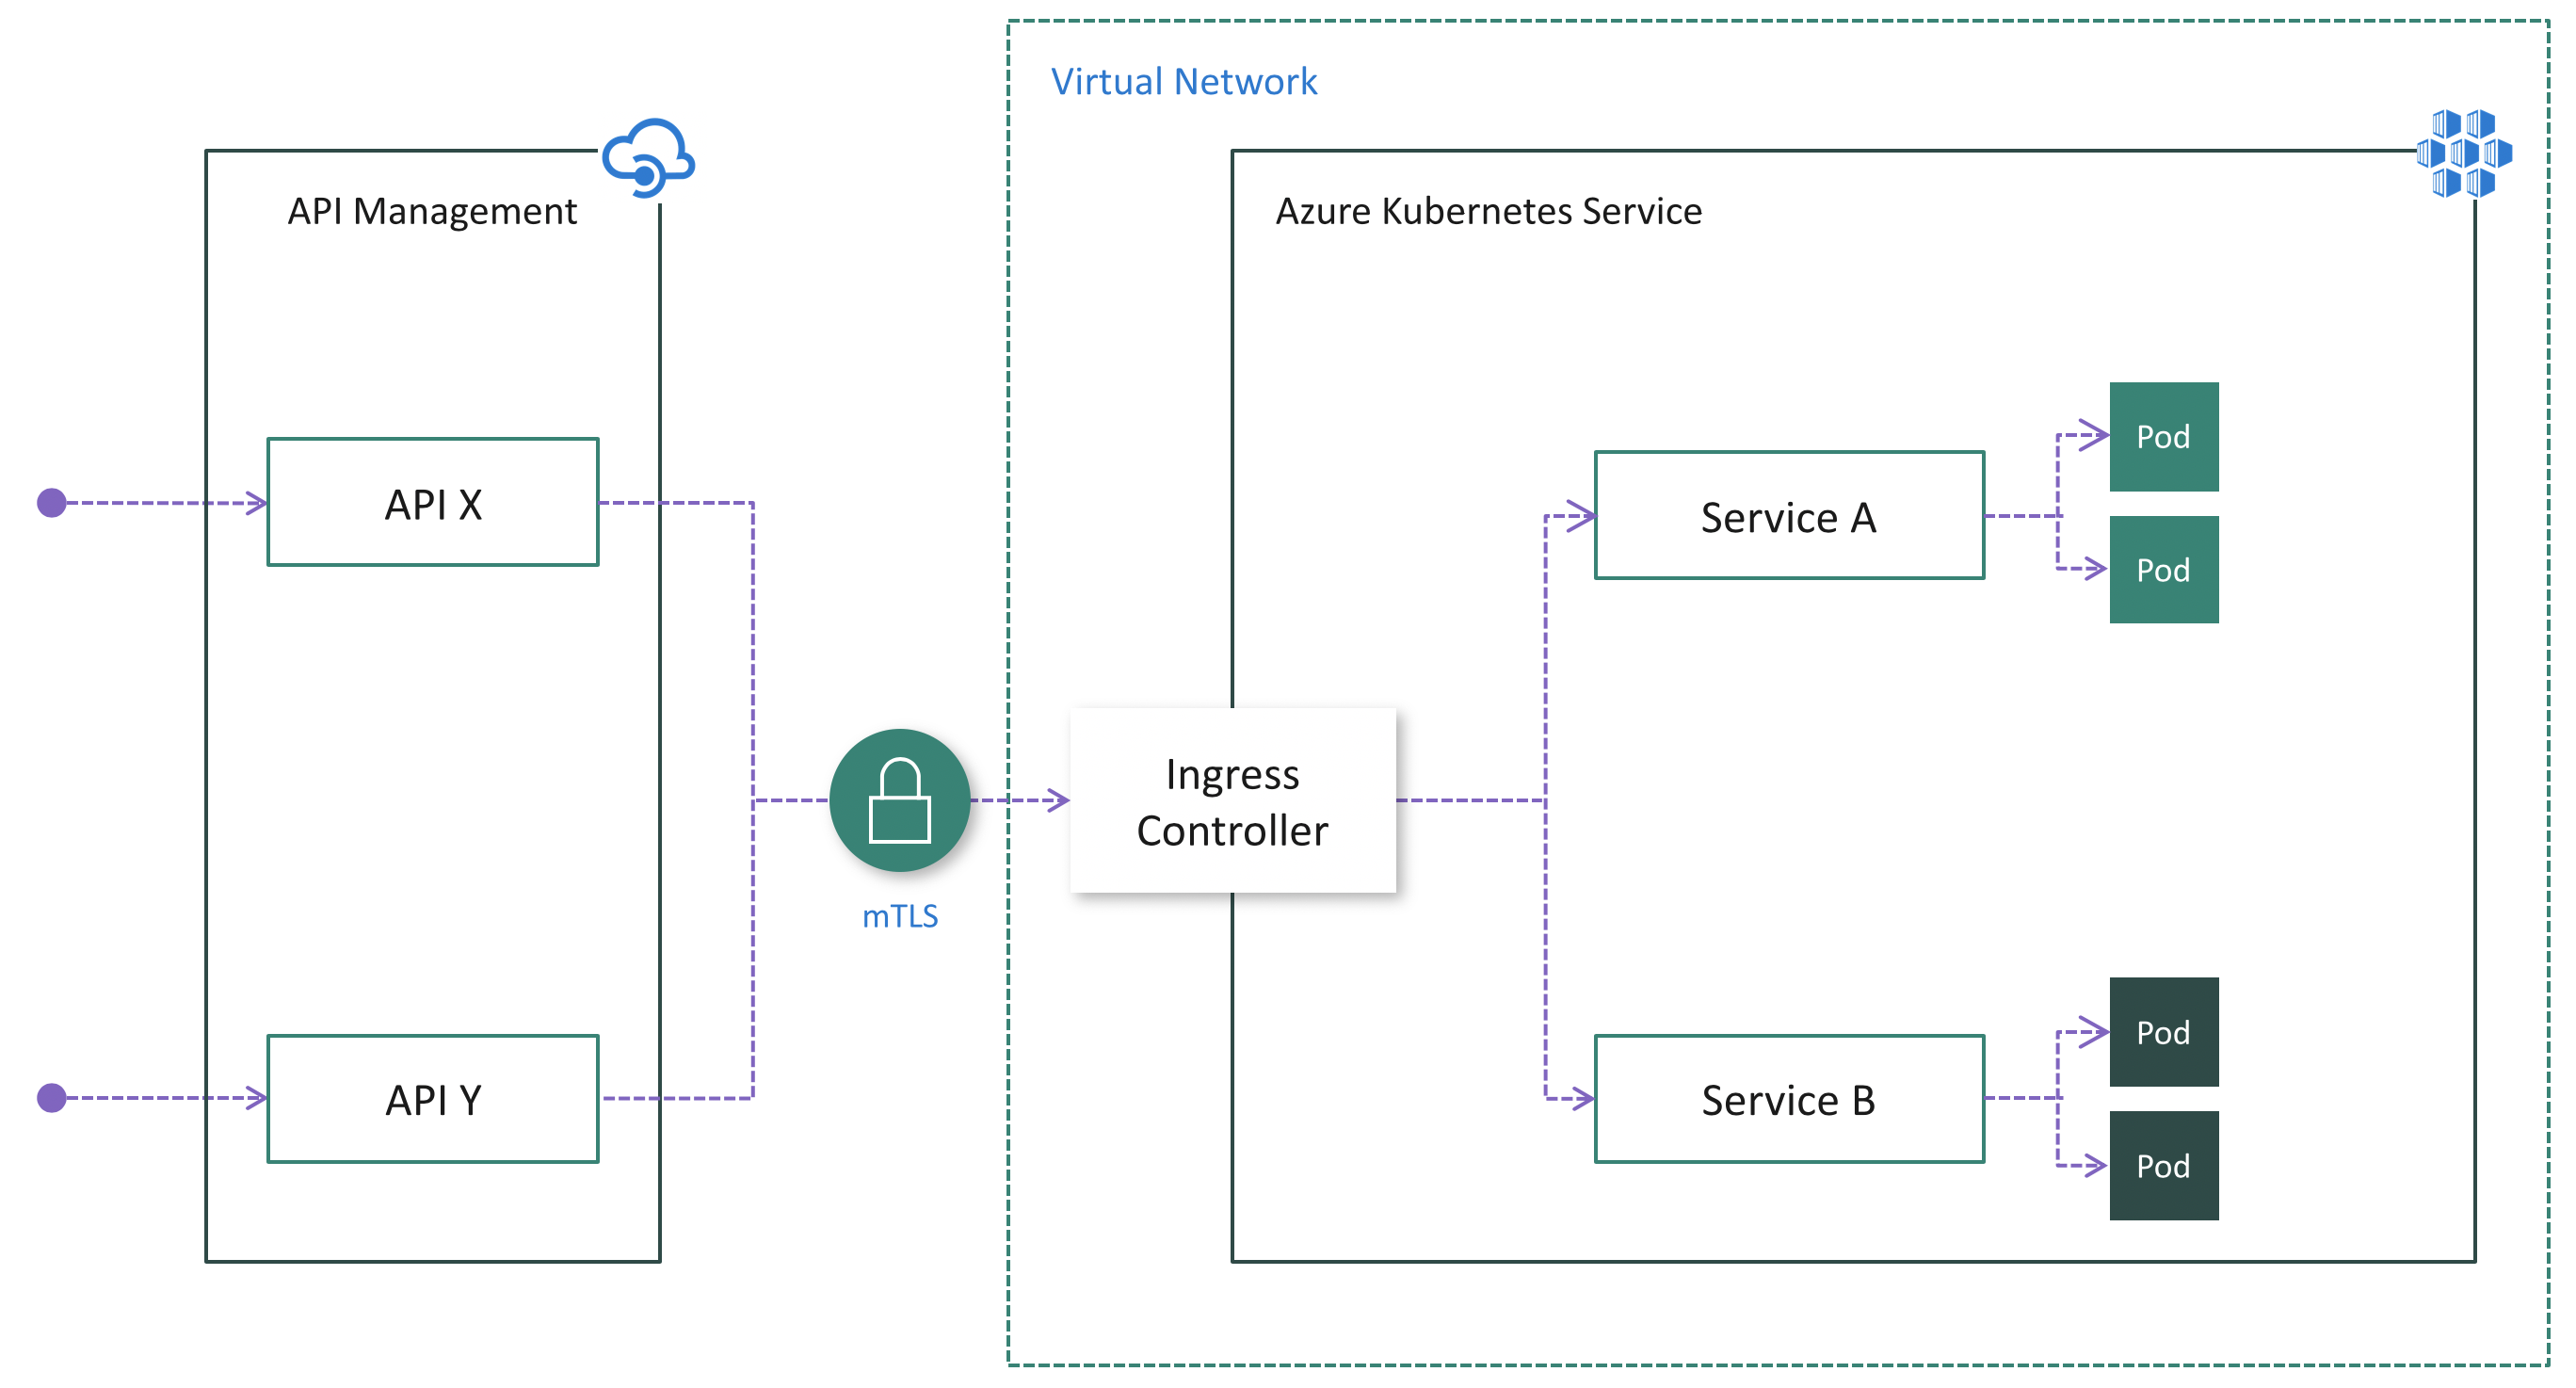 Virtual Network
API Management
Azure Kubernetes Service
API X
Service A
Pod
Pod
Ingress
Controller
mTLS
API Y
Service B
Pod
Pod